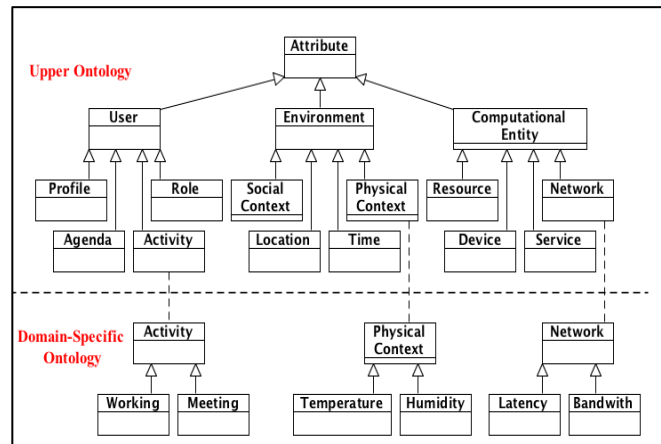 Attribute
Upper Ontology
User
Environment
Computational
Entity
Profile
Role
Social
Context
Physical
Context
Resource
Network
Agenda
Activity
Location
Time
Device
Service
Domain-Specific
Ontology
Activity
Physical
Context
Network
Working
Meeting
Temperature
Humidity
Latency
Bandwith